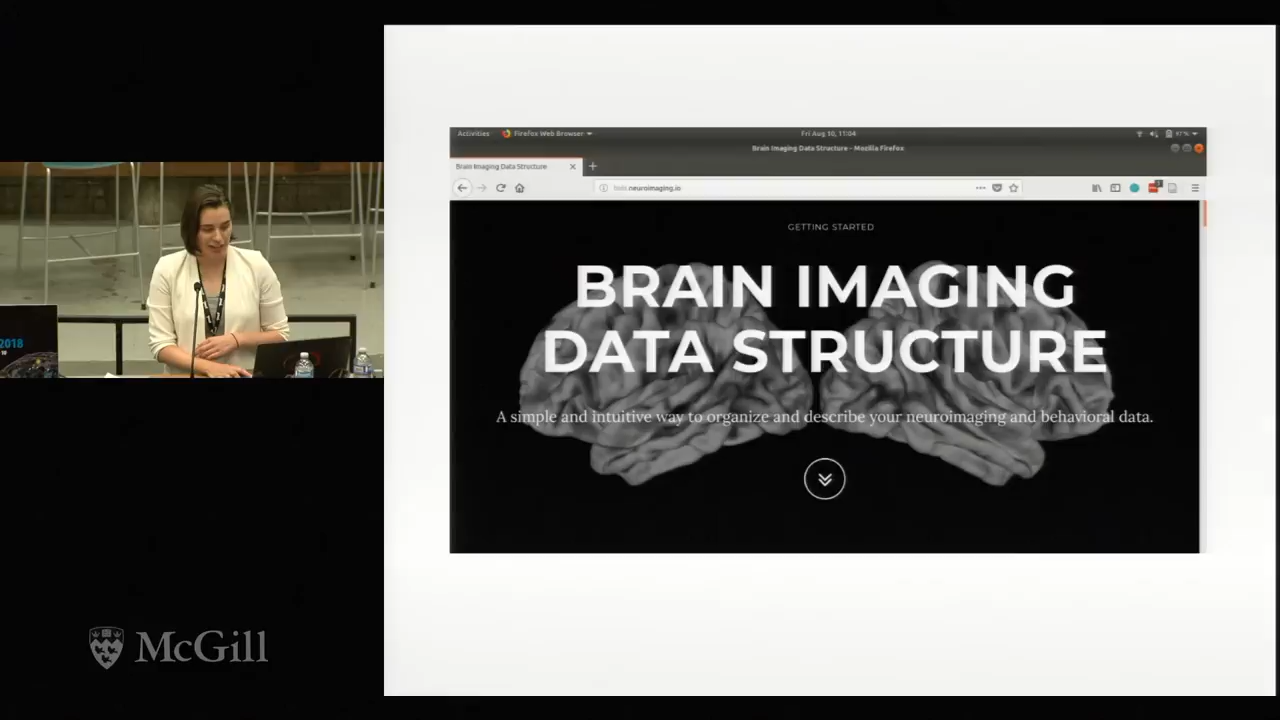 2018
McGill
Activities
Firefox Web Browser
Fri Aug 10, 11:04
Brain Imaging Data Structure - Mozilla Firefox
Brain Imaging Data Structure
bids.neuroimaging.io
GETTING STARTED
BRAIN IMAGING
DATA STRUCTURE
A simple and intuitive way to organize and describe your neuroimaging and behavioral data.